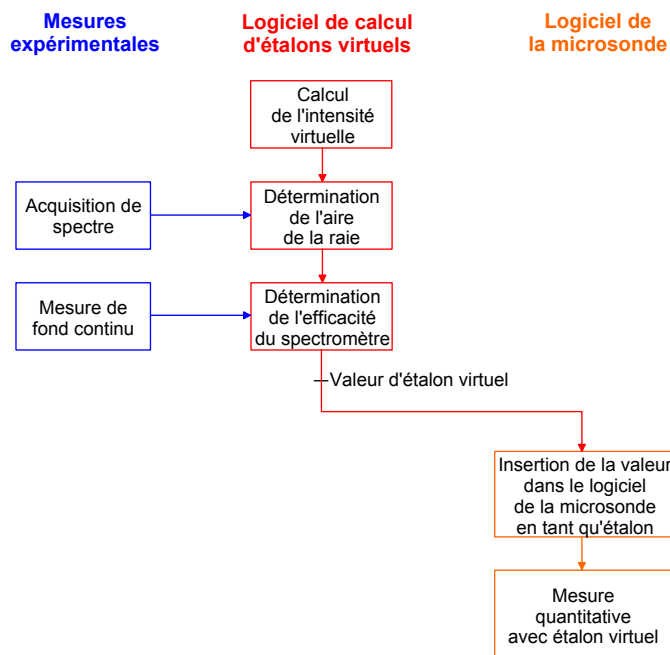 Mesures
expérimentales
Logiciel de calcul
d'étalons virtuels
Logiciel de
la microsonde
Calcul
de l'intensité
virtuelle
Acquisition de
spectre
Détermination
de l'aire
de la raie
Mesure de
fond continu
Détermination
de l'efficacité
du spectromètre
Valeur d'étalon virtuel
Insertion de la valeur
dans le logiciel
de la microsonde
en tant qu'étalon
Mesure
quantitative
avec étalon virtuel